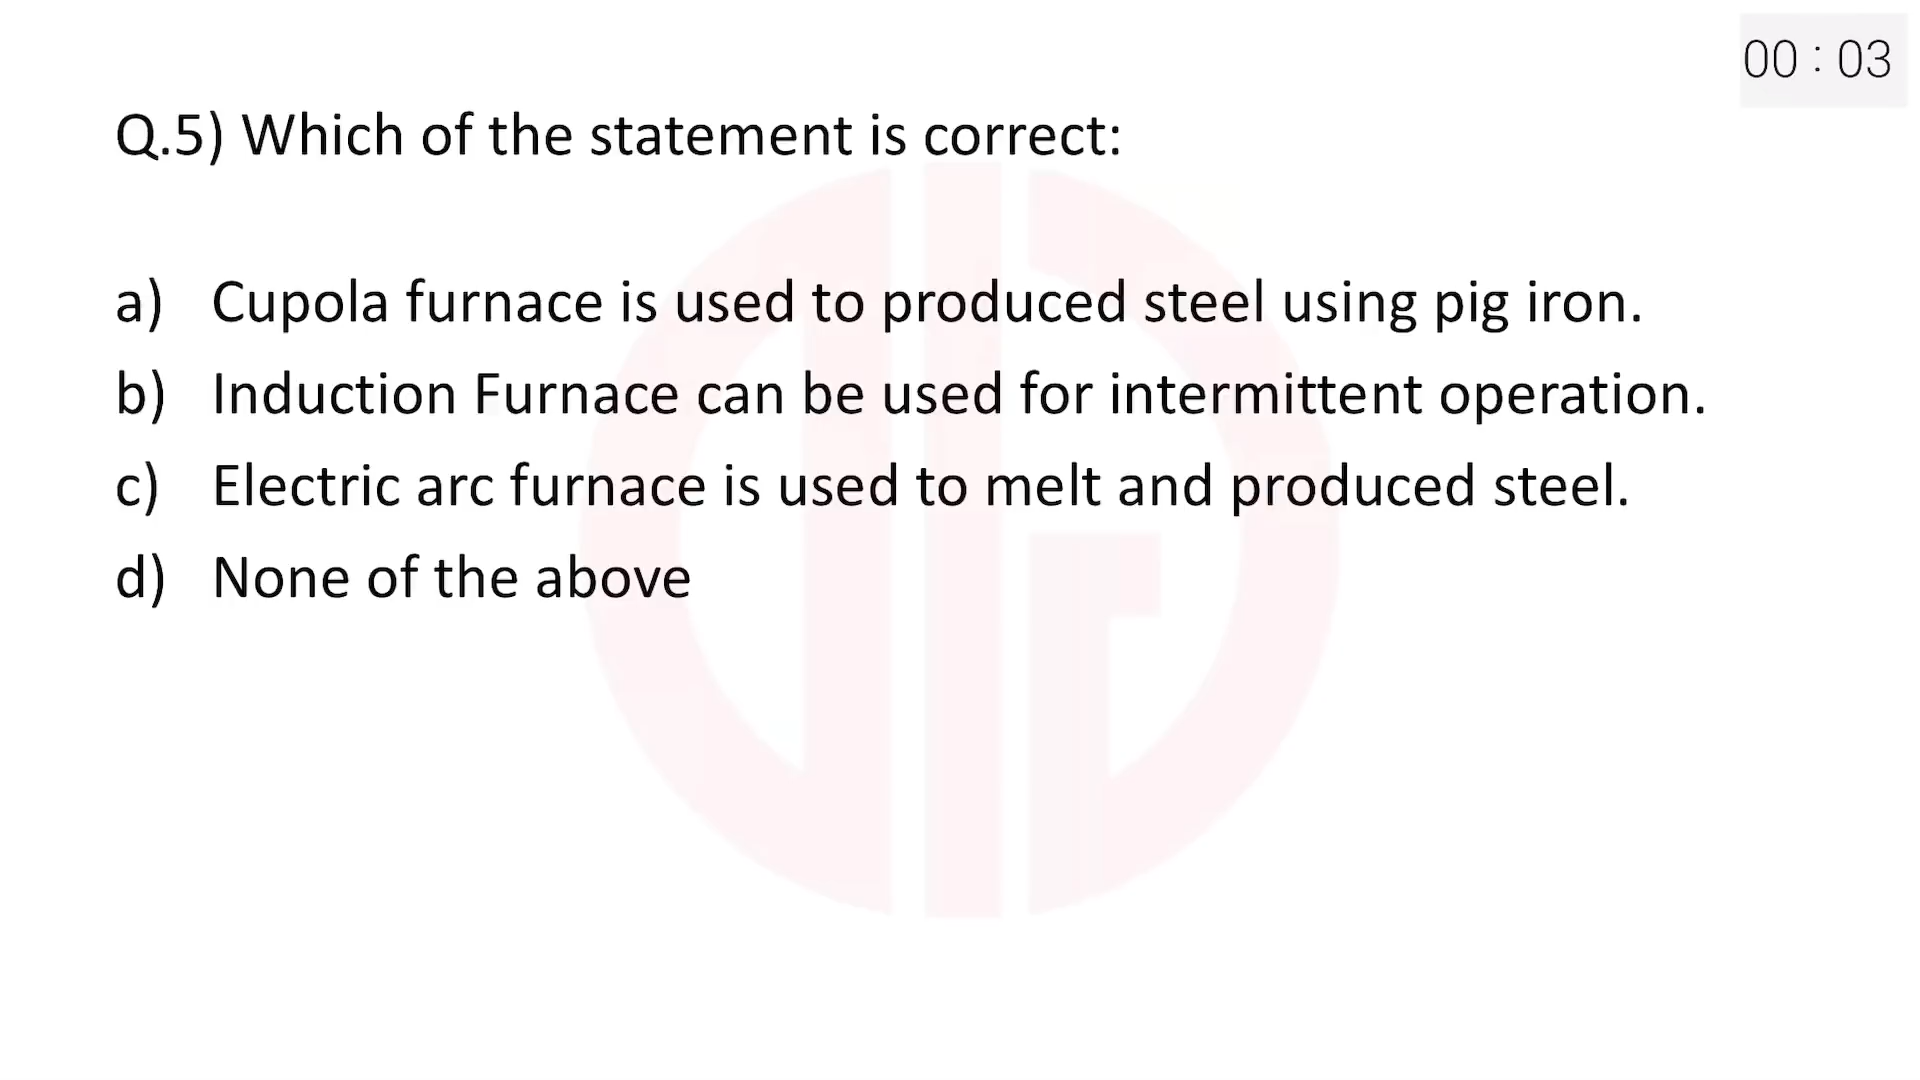 00 : 03
Q.5) Which of the statement is correct:
a) Cupola furnace is used to produced steel using pig iron.
b) Induction Furnace can be used for intermittent operation.
c) Electric arc furnace is used to melt and produced steel.
d) None of the above